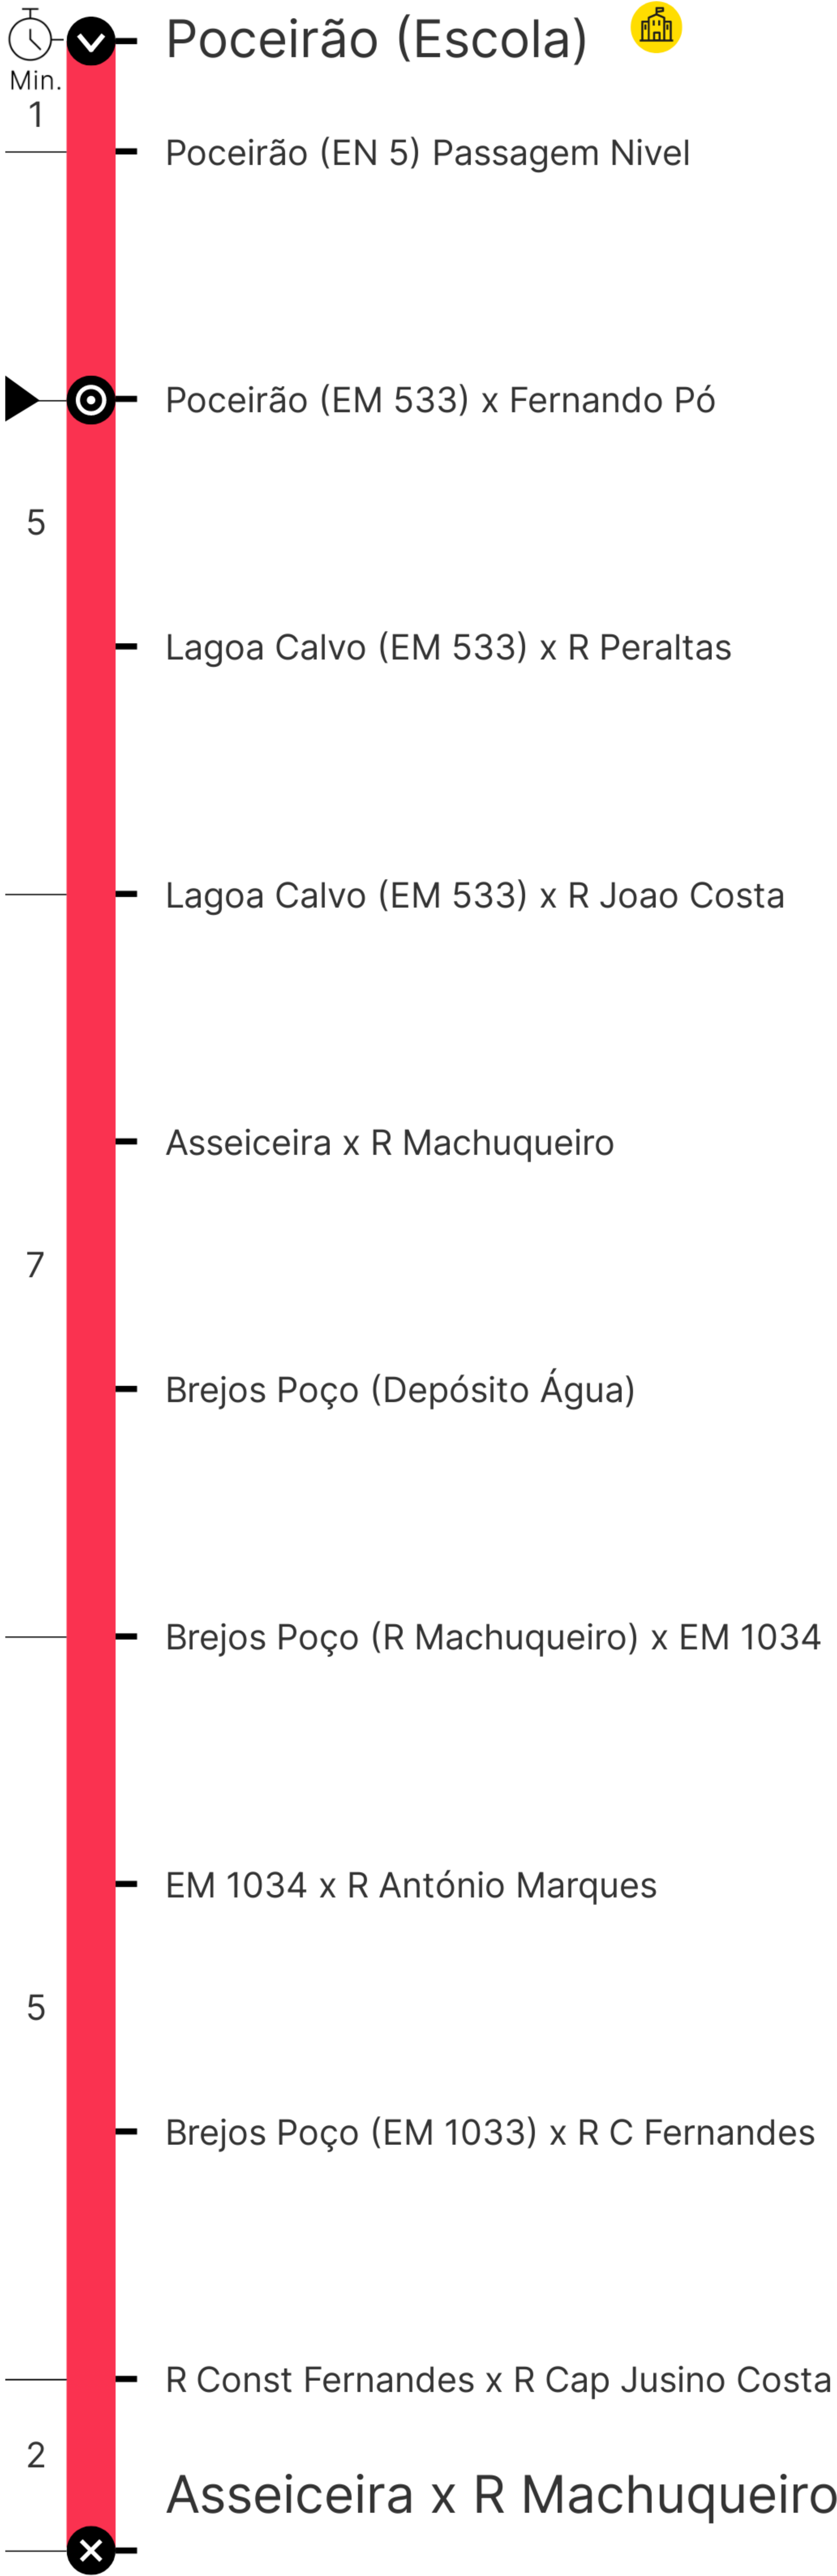 Poceirão (Escola)
Min.
1
Poceirão (EN 5) Passagem Nivel
Poceirão (EM 533) x Fernando Pó
5
Lagoa Calvo (EM 533) x R Peraltas
Lagoa Calvo (EM 533) x R Joao Costa
Asseiceira x R Machuqueiro
7
Brejos Poço (Depósito Água)
Brejos Poço (R Machuqueiro) x EM 1034
EM 1034 x R António Marques
5
Brejos Poço (EM 1033) x R C Fernandes
R Const Fernandes x R Cap Jusino Costa
2
Asseiceira x R Machuqueiro